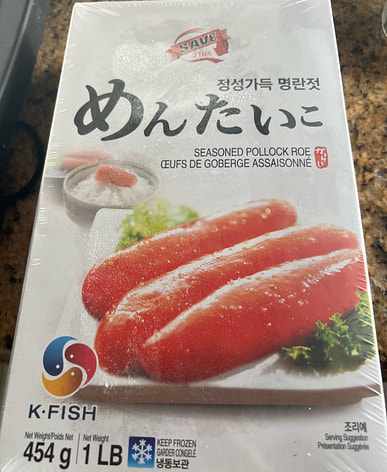 SAVE
Plus
정성가득 명란젓
めんたいこ
SEASONED POLLOCK ROE
ŒUFS DE GOBERGE ASSAISONNÉ
K·FISH
Net Weight/Poids Net
454 g
Net Weight
1 LB
KEEP FROZEN
GARDER CONGELÉ
냉동보관
조리예
Serving Suggestion
Présentation Suggérée